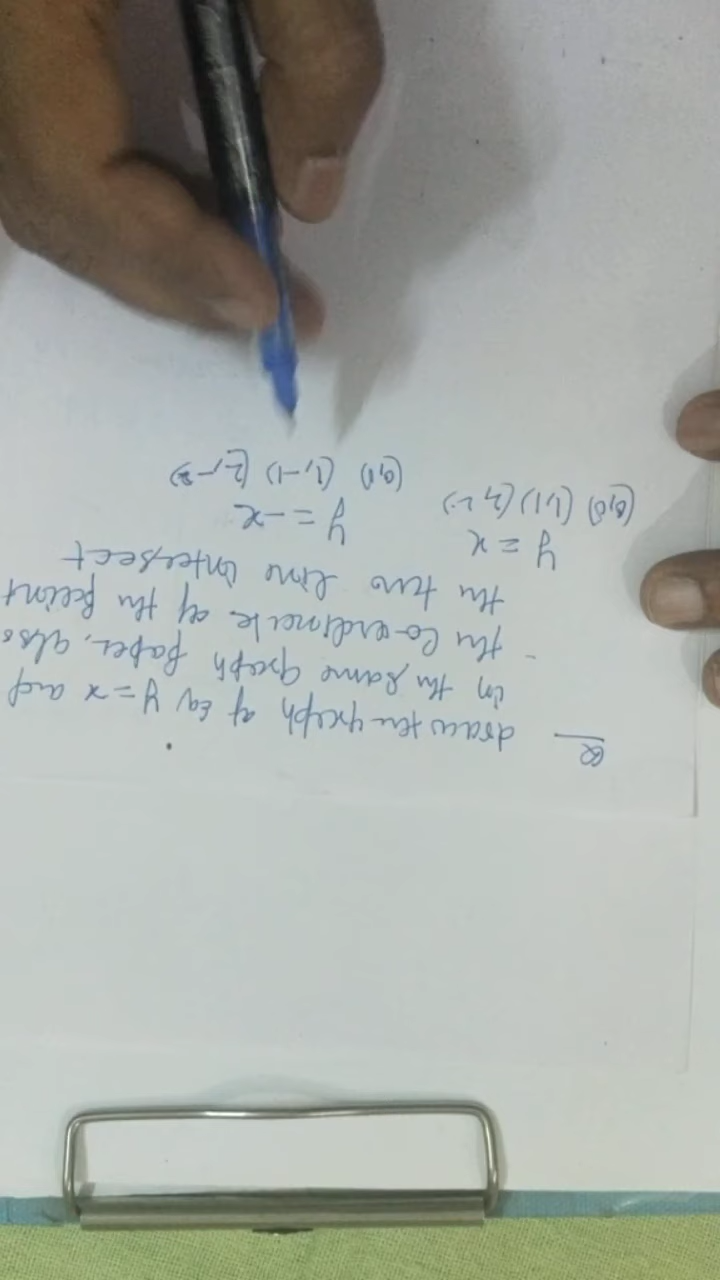 Q draw the graph of Eq y = x and
in the same graph paper, also
the Co-ordinate of the point
the two line intersect
y = x
y = -x
(0,0) (1,1) (2,2)
(0,0) (1,-1) (2,-2)